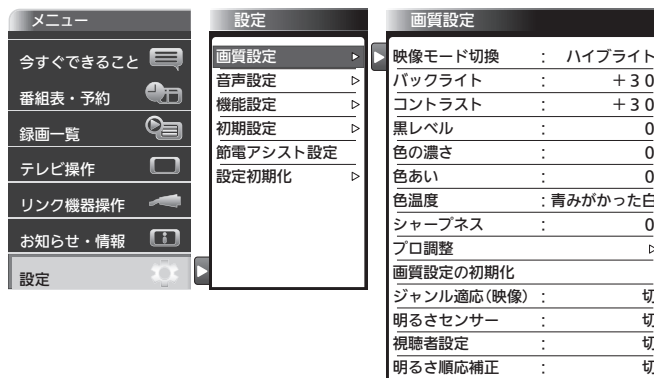 メニュー
今すぐできること
番組表・予約
録画一覧
テレビ操作
リンク機器操作
お知らせ・情報
設定
設定
画質設定
音声設定
機能設定
初期設定
節電アシスト設定
設定初期化
画質設定
映像モード切換 : ハイブライト
バックライト : +30
コントラスト : +30
黒レベル : 0
色の濃さ : 0
色あい : 0
色温度 : 青みがかった白
シャープネス : 0
プロ調整
画質設定の初期化
ジャンル適応(映像) : 切
明るさセンサー : 切
視聴者設定 : 切
明るさ順応補正 : 切